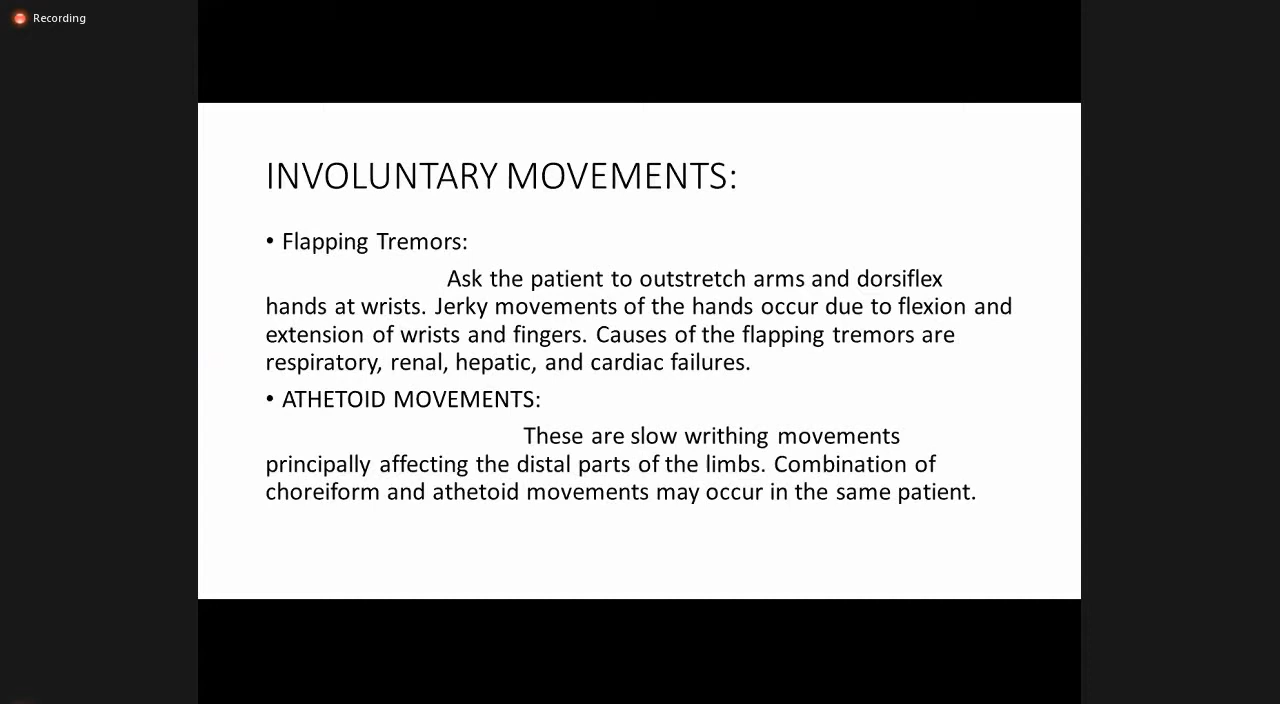 Recording
INVOLUNTARY MOVEMENTS:
• Flapping Tremors:
Ask the patient to outstretch arms and dorsiflex
hands at wrists. Jerky movements of the hands occur due to flexion and
extension of wrists and fingers. Causes of the flapping tremors are
respiratory, renal, hepatic, and cardiac failures.
• ATHETOID MOVEMENTS:
These are slow writhing movements
principally affecting the distal parts of the limbs. Combination of
choreiform and athetoid movements may occur in the same patient.